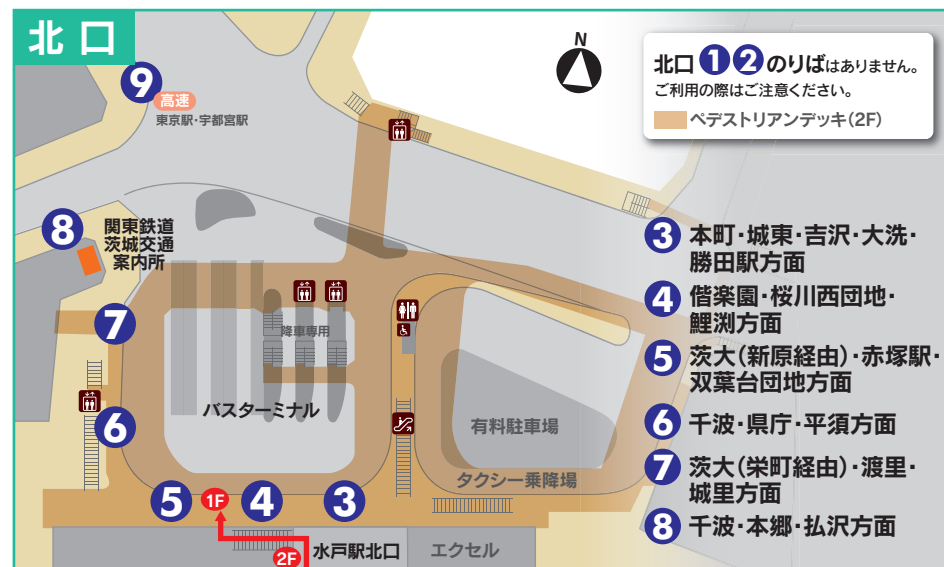 北口
N
北口 1 2 のりばはありません。
ご利用の際はご注意ください。
ペデストリアンデッキ(2F)
9
高速
東京駅・宇都宮駅
8
関東鉄道
茨城交通
案内所
7
降車専用
バスターミナル
6
有料駐車場
タクシー乗降場
5
1F
4
3
2F
水戸駅北口
エクセル
3 本町・城東・吉沢・大洗・
勝田駅方面
4 偕楽園・桜川西団地・
鯉渕方面
5 茨大(新原経由)・赤塚駅・
双葉台団地方面
6 千波・県庁・平須方面
7 茨大(栄町経由)・渡里・
城里方面
8 千波・本郷・払沢方面